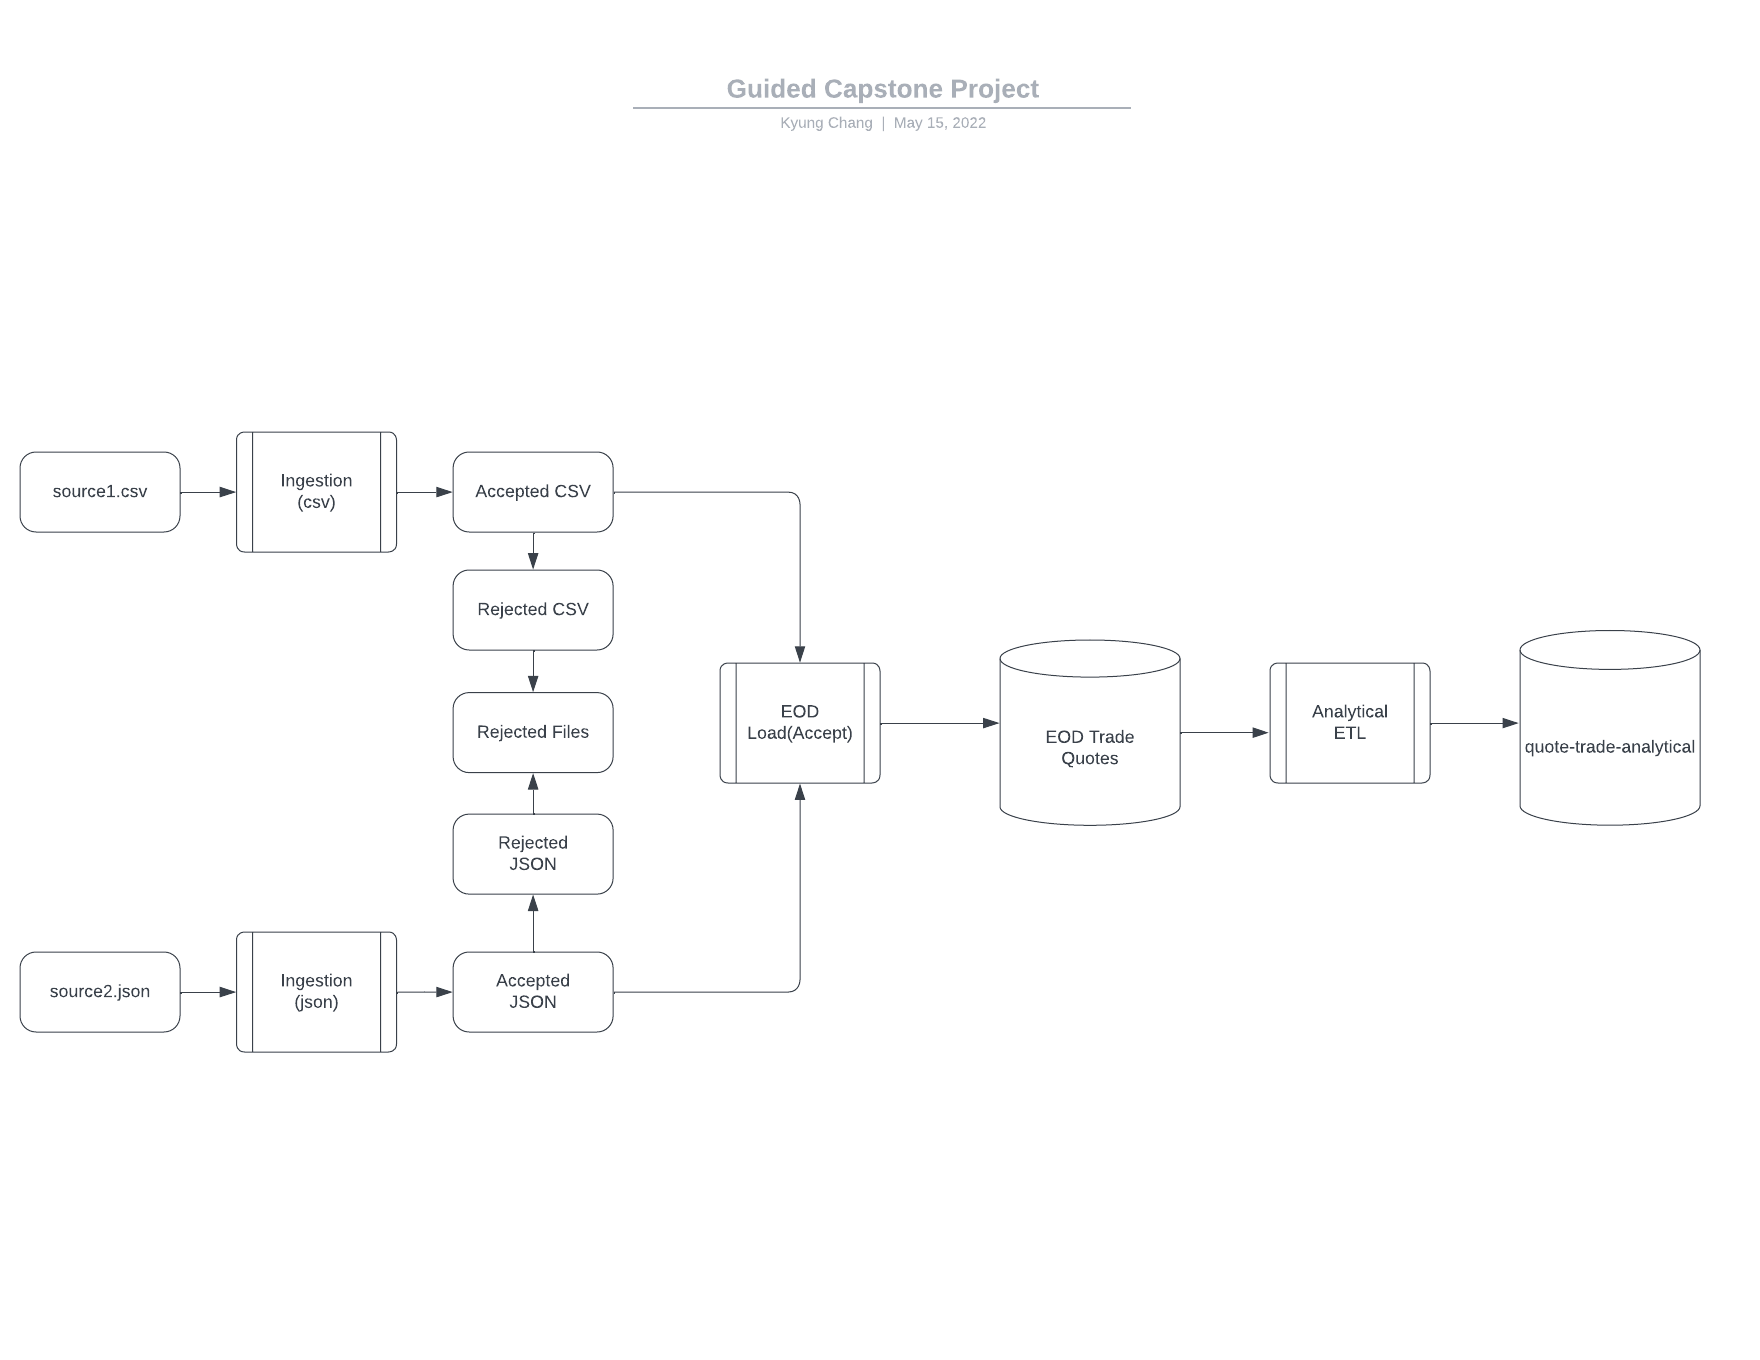 Guided Capstone Project
Kyung Chang | May 15, 2022
source1.csv
Ingestion
(csv)
Accepted CSV
Rejected CSV
Rejected Files
Rejected
JSON
source2.json
Ingestion
(json)
Accepted
JSON
EOD
Load(Accept)
EOD Trade
Quotes
Analytical
ETL
quote-trade-analytical